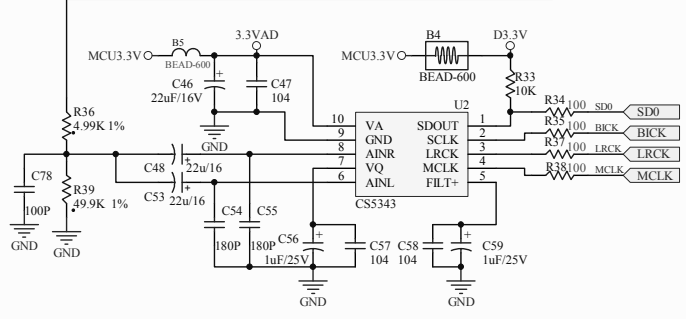 B5
3.3VAD
B4
D3.3V
MCU3.3V
BEAD-600
MCU3.3V
BEAD-600
C46
22uF/16V
C47
104
R33
10K
R36
4.99K 1%
U2
R34 100 SD0 SD0
R35 100 BICK BICK
R37 100 LRCK LRCK
R38 100 MCLK MCLK
GND
10 VA SDOUT 1
9 GND SCLK 2
8 AINR LRCK 3
7 VQ MCLK 4
6 AINL FILT+ 5
CS5343
C78
100P
R39
49.9K 1%
C48 + 22u/16
C53 + 22u/16
C54
180P
C55
180P
C56 +
1uF/25V
C57
104
C58
104
C59 +
1uF/25V
GND
GND
GND
GND